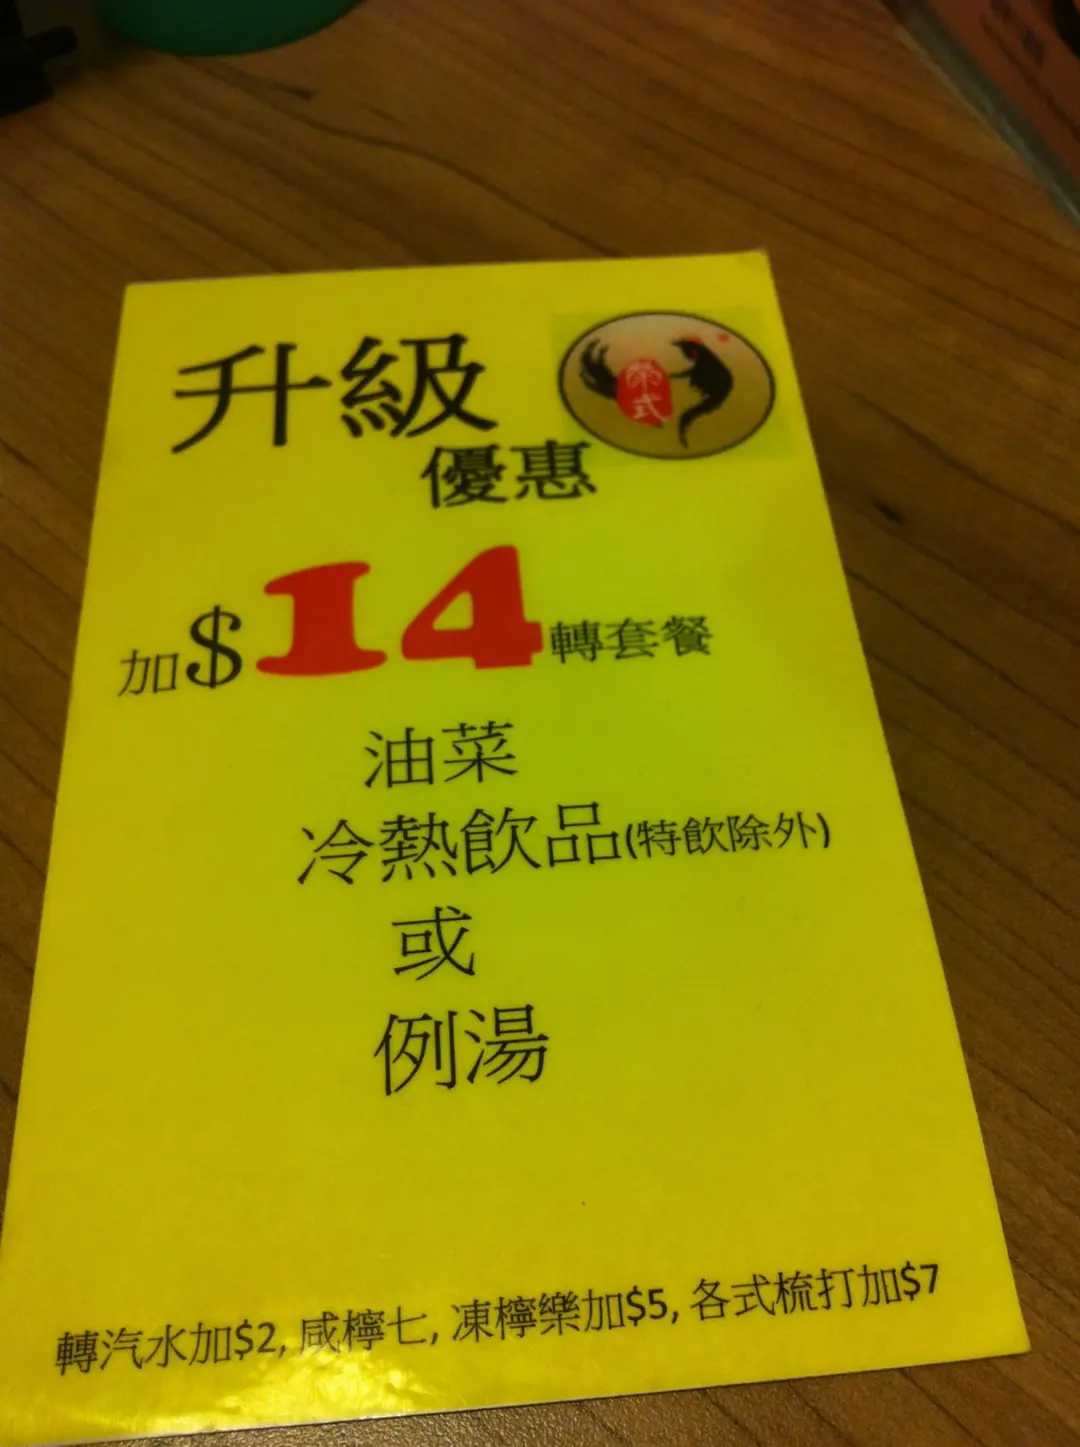 升級
優惠
榮式
加$14轉套餐
油菜
冷熱飲品(特飲除外)
或
例湯
轉汽水加$2, 咸檸七, 凍檸樂加$5, 各式梳打加$7